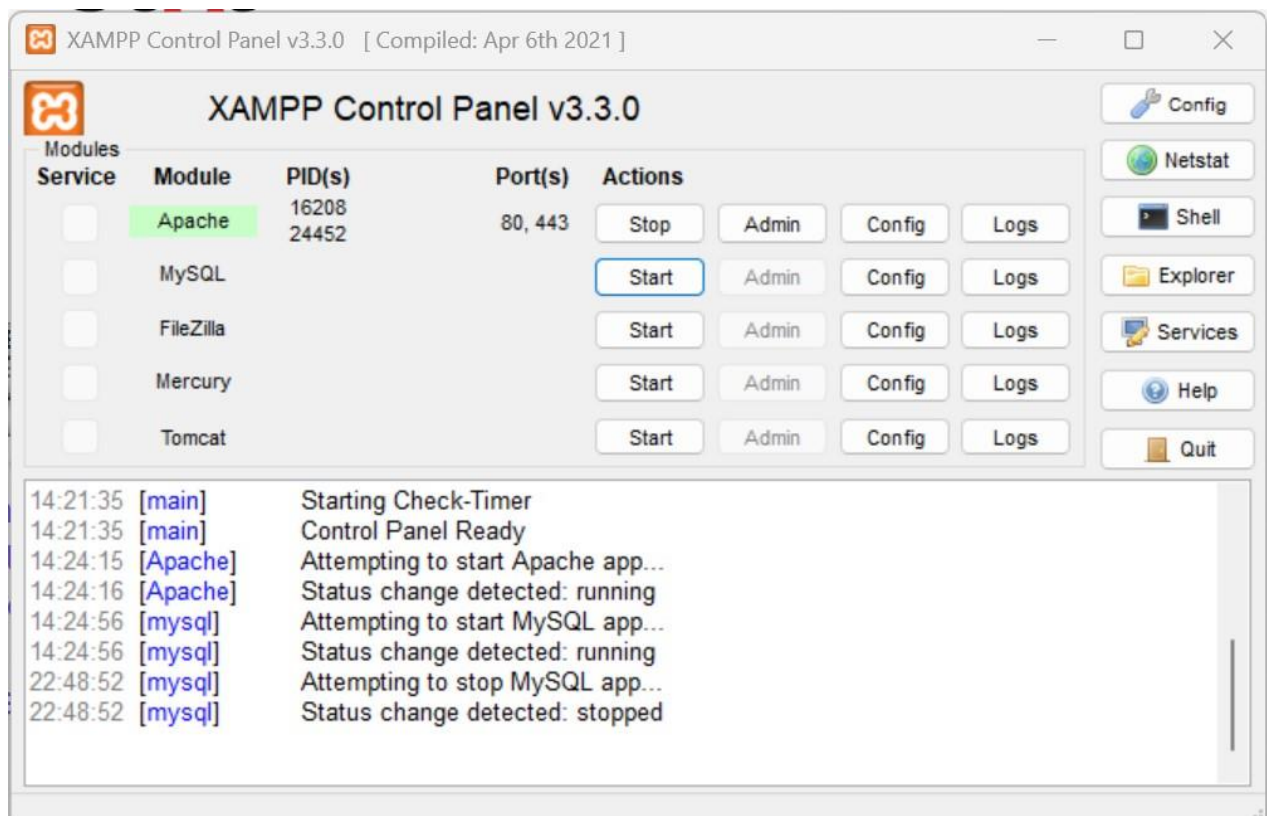 XAMPP Control Panel v3.3.0 [ Compiled: Apr 6th 2021 ]
XAMPP Control Panel v3.3.0
Config
Modules
Service Module PID(s) Port(s) Actions
Netstat
Apache 16208 24452 80, 443 Stop Admin Config Logs
Shell
MySQL Start Admin Config Logs
Explorer
FileZilla Start Admin Config Logs
Services
Mercury Start Admin Config Logs
Help
Tomcat Start Admin Config Logs
Quit
14:21:35 [main] Starting Check-Timer
14:21:35 [main] Control Panel Ready
14:24:15 [Apache] Attempting to start Apache app...
14:24:16 [Apache] Status change detected: running
14:24:56 [mysql] Attempting to start MySQL app...
14:24:56 [mysql] Status change detected: running
22:48:52 [mysql] Attempting to stop MySQL app...
22:48:52 [mysql] Status change detected: stopped